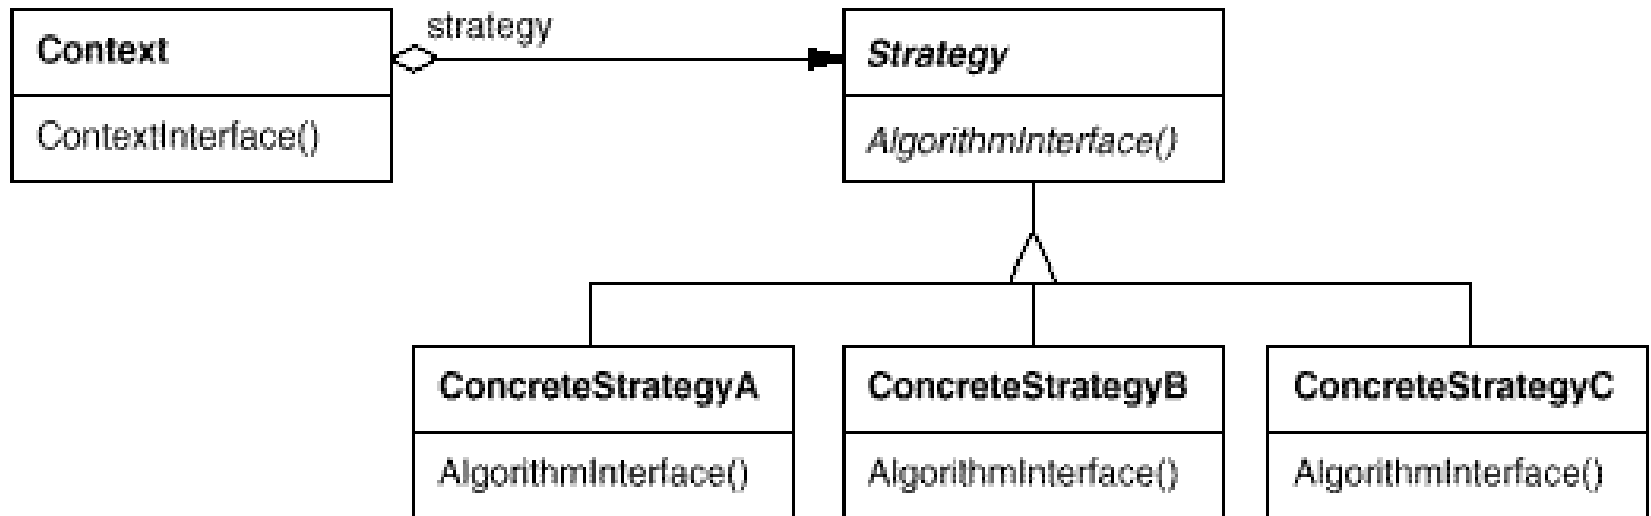 strategy
Context
Strategy
ContextInterface()
AlgorithmInterface()
ConcreteStrategyA
ConcreteStrategyB
ConcreteStrategyC
AlgorithmInterface()
AlgorithmInterface()
AlgorithmInterface()